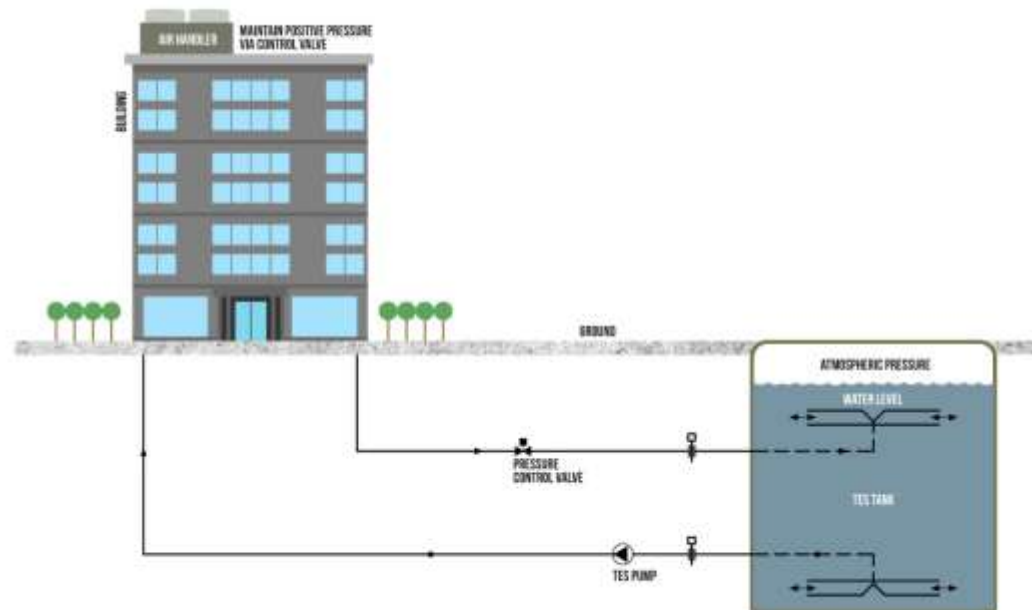 AIR HANDLER
MAINTAIN POSITIVE PRESSURE
VIA CONTROL VALVE
BUILDING
GROUND
ATMOSPHERIC PRESSURE
WATER LEVEL
PRESSURE
CONTROL VALVE
TES TANK
TES PUMP